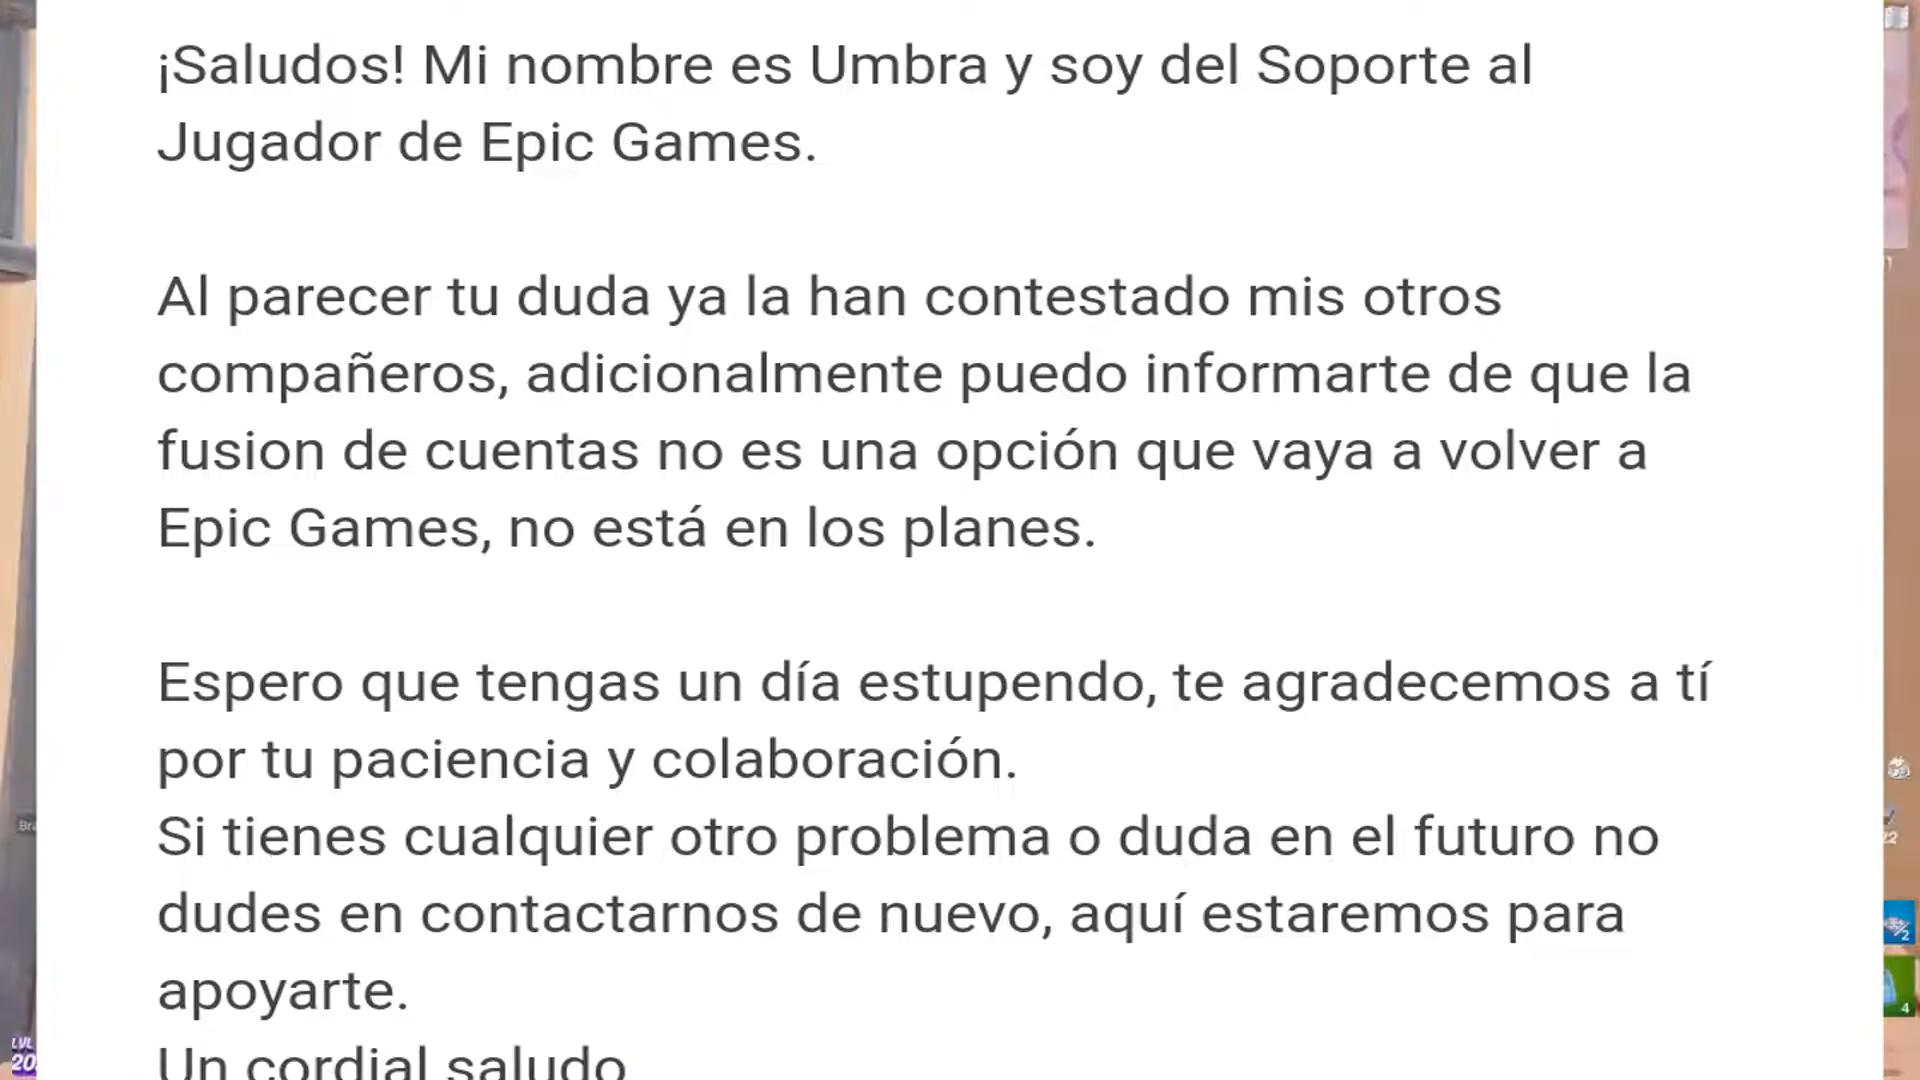 ¡Saludos! Mi nombre es Umbra y soy del Soporte al
Jugador de Epic Games.
Al parecer tu duda ya la han contestado mis otros
compañeros, adicionalmente puedo informarte de que la
fusion de cuentas no es una opción que vaya a volver a
Epic Games, no está en los planes.
Espero que tengas un día estupendo, te agradecemos a tí
por tu paciencia y colaboración.
Si tienes cualquier otro problema o duda en el futuro no
dudes en contactarnos de nuevo, aquí estaremos para
apoyarte.
Un cordial saludo
LVL
20
2
4